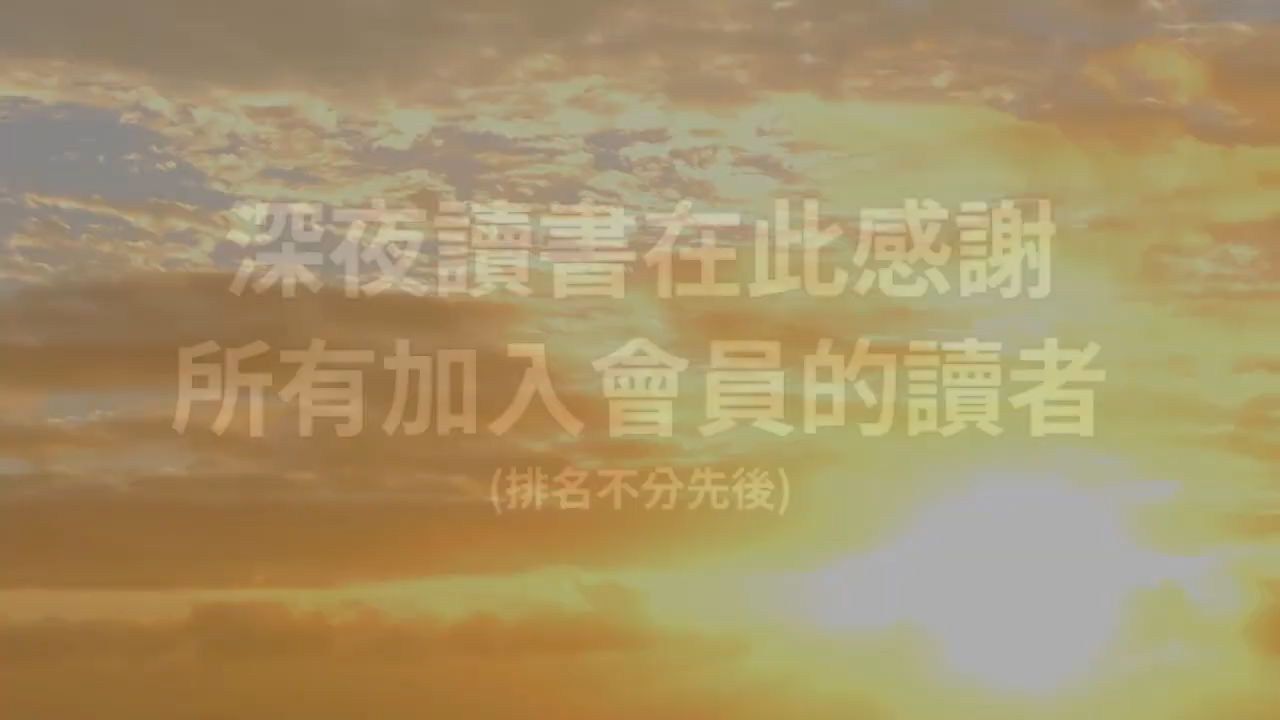 深夜讀書在此感謝
所有加入會員的讀者
(排名不分先後)